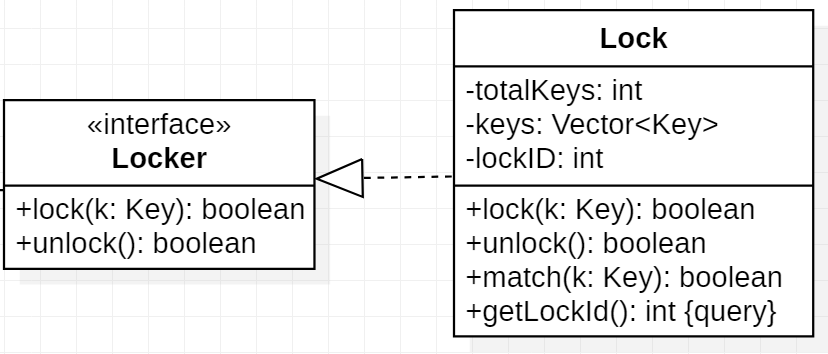 «interface»
Locker
+lock(k: Key): boolean
+unlock(): boolean
Lock
-totalKeys: int
-keys: Vector<Key>
-lockID: int
+lock(k: Key): boolean
+unlock(): boolean
+match(k: Key): boolean
+getLockId(): int {query}